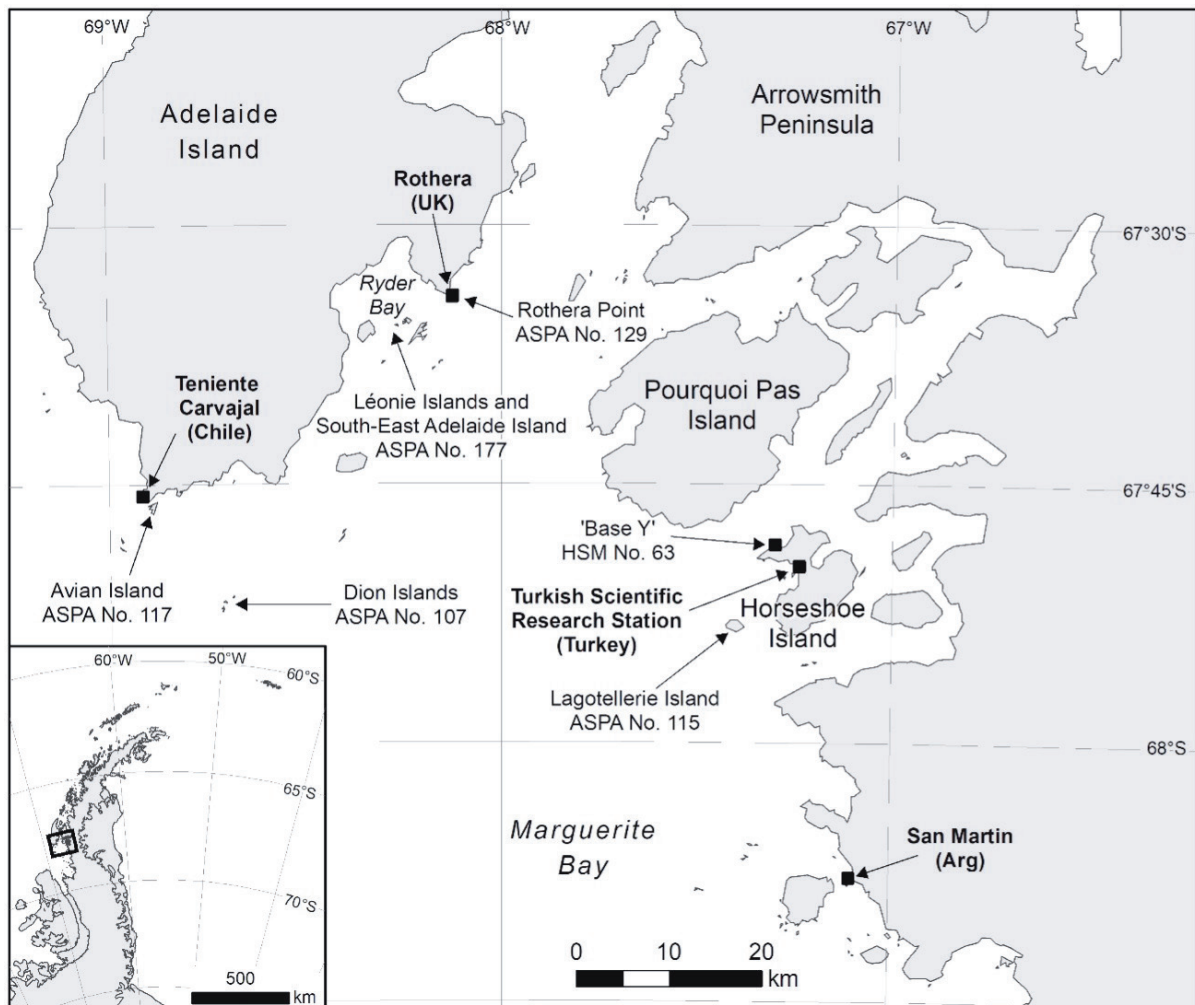 69°W
68°W
67°W
Adelaide
Island
Arrowsmith
Peninsula
Rothera
(UK)
67°30'S
Ryder
Bay
Rothera Point
ASPA No. 129
Teniente
Carvajal
(Chile)
Léonie Islands and
South-East Adelaide Island
ASPA No. 177
Pourquoi Pas
Island
67°45'S
'Base Y'
HSM No. 63
Avian Island
ASPA No. 117
Dion Islands
ASPA No. 107
Turkish Scientific
Research Station
(Turkey)
Horseshoe
Island
Lagotellerie Island
ASPA No. 115
68°S
Marguerite
Bay
San Martin
(Arg)
0 10 20
km
60°W
50°W
60°S
65°S
70°S
500
km